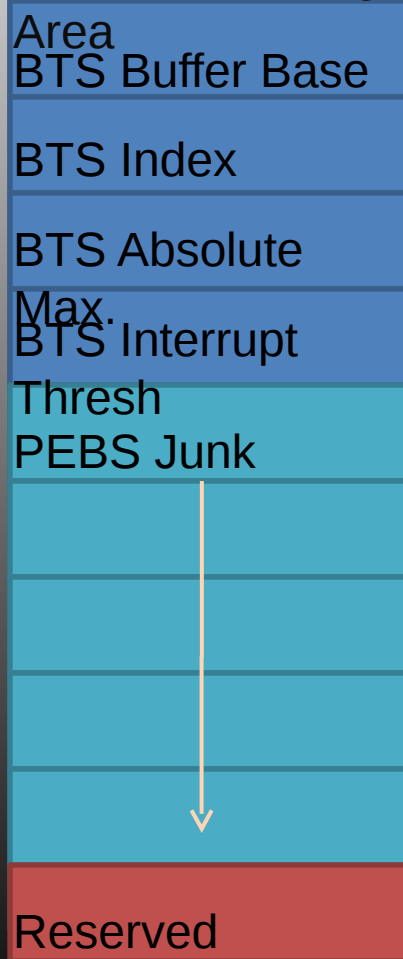 Area
BTS Buffer Base
BTS Index
BTS Absolute
Max.
BTS Interrupt
Thresh
PEBS Junk
Reserved